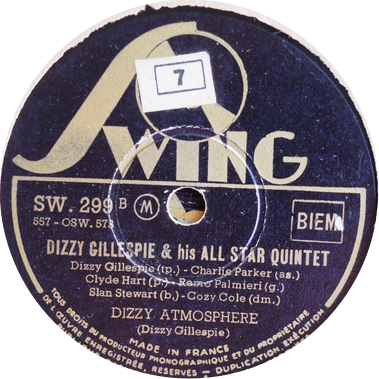 7
SWING
SW. 299 B M
557 - OSW. 573
BIEM
DIZZY GILLESPIE & his ALL STAR QUINTET
Dizzy Gillespie (tp.) - Charlie Parker (as.)
Clyde Hart (p.) - Remo Palmieri (g.)
Slan Stewart (b.) - Cozy Cole (dm.)
DIZZY ATMOSPHERE
(Dizzy Gillespie)
MADE IN FRANCE
TOUS DROITS DU PRODUCTEUR PHONOGRAPHIQUE ET DU PROPRIÉTAIRE
DE L'ŒUVRE ENREGISTRÉE, RÉSERVÉS - DUPLICATION EXÉCUTION